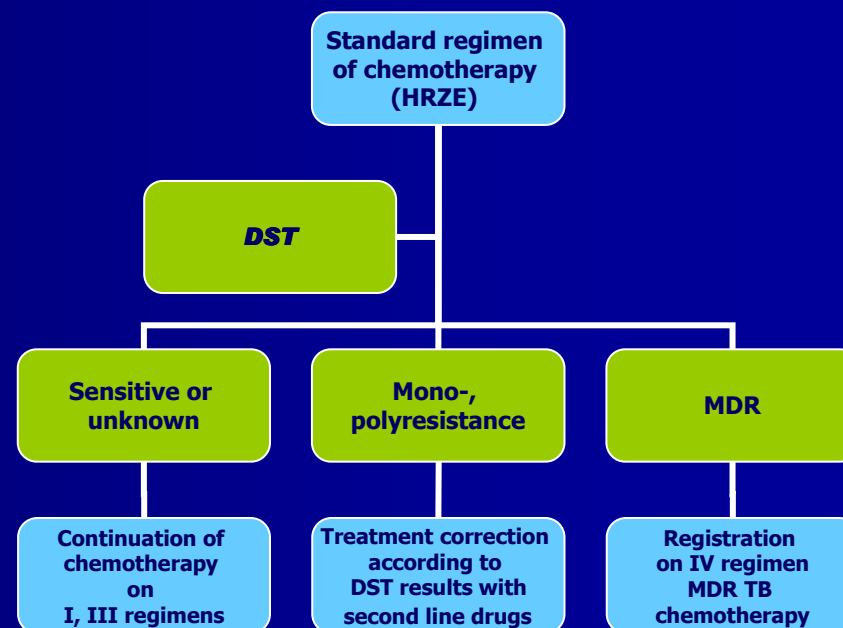 Standard regimen
of chemotherapy
(HRZE)
DST
Sensitive or
unknown
Mono-,
polyresistance
MDR
Continuation of
chemotherapy
on
I, III regimens
Treatment correction
according to
DST results with
second line drugs
Registration
on IV regimen
MDR TB
chemotherapy